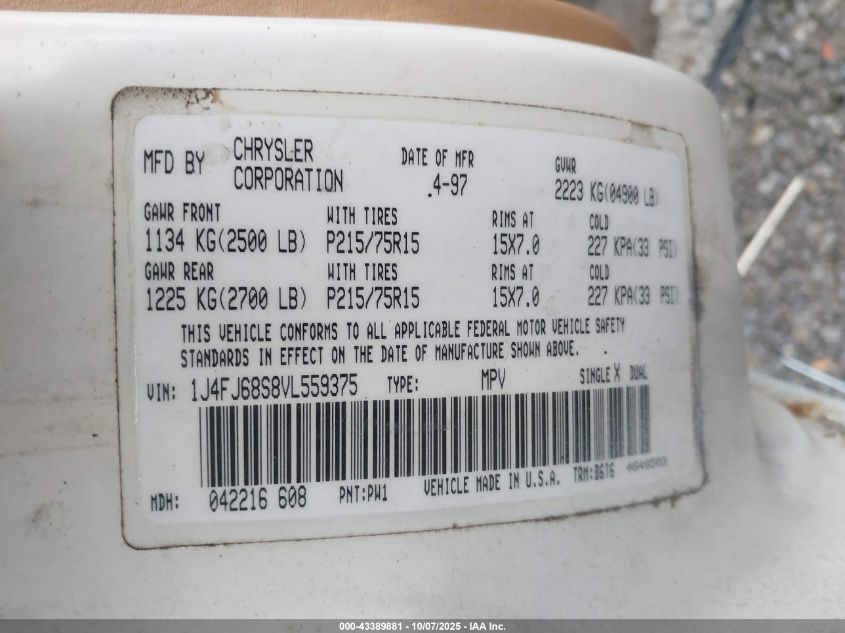 MFD BY CHRYSLER CORPORATION DATE OF MFR 4-97 GVWR 2223 KG(04900 LB)
GAWR FRONT WITH TIRES RIMS AT COLD
1134 KG(2500 LB) P215/75R15 15X7.0 227 KPA(33 PSI)
GAWR REAR WITH TIRES RIMS AT COLD
1225 KG(2700 LB) P215/75R15 15X7.0 227 KPA(33 PSI)
THIS VEHICLE CONFORMS TO ALL APPLICABLE FEDERAL MOTOR VEHICLE SAFETY
STANDARDS IN EFFECT ON THE DATE OF MANUFACTURE SHOWN ABOVE.
VIN: 1J4FJ68S8VL559375 TYPE: MPV SINGLE X DUAL
MDH: 042216 608 PNT:PW1 VEHICLE MADE IN U.S.A. TRM:B6T6
000-43389881 - 10/07/2025 - IAA Inc.